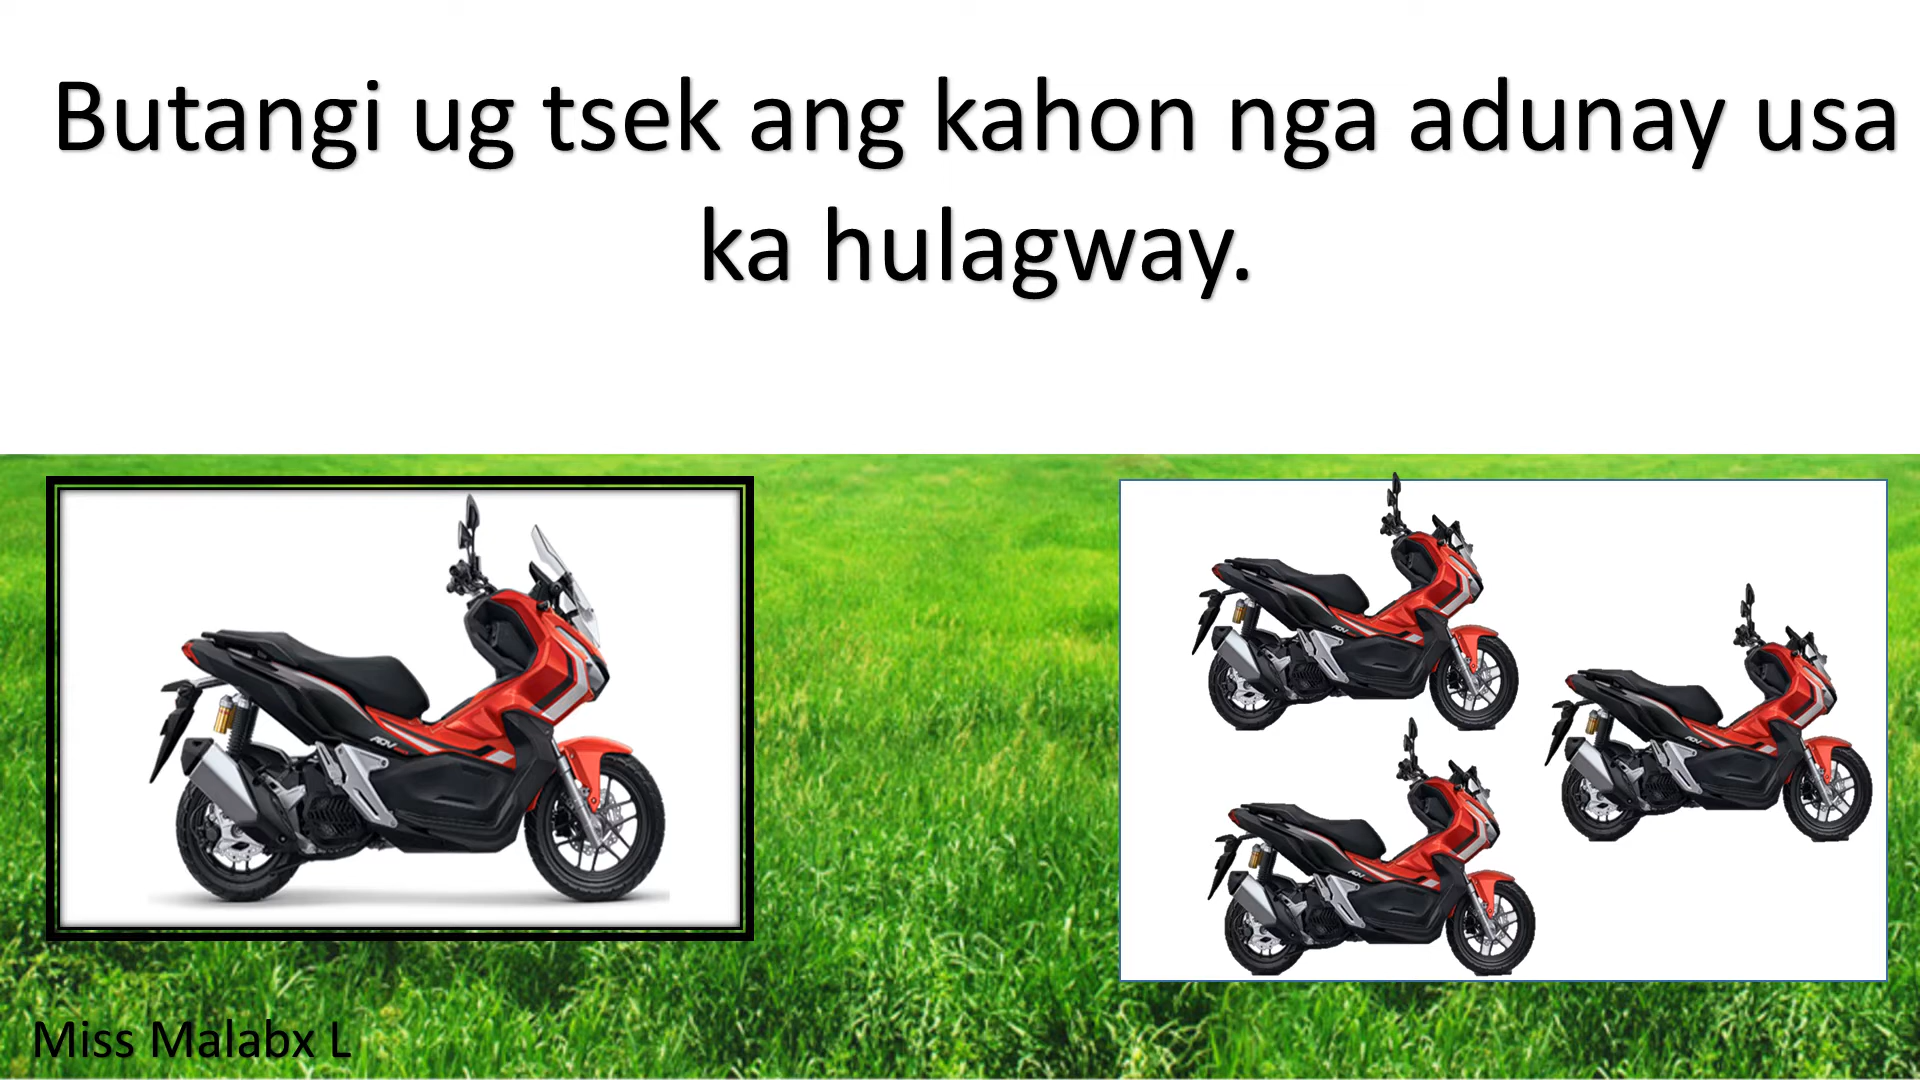 Butangi ug tsek ang kahon nga adunay usa
ka hulagway.
Miss Malabx L